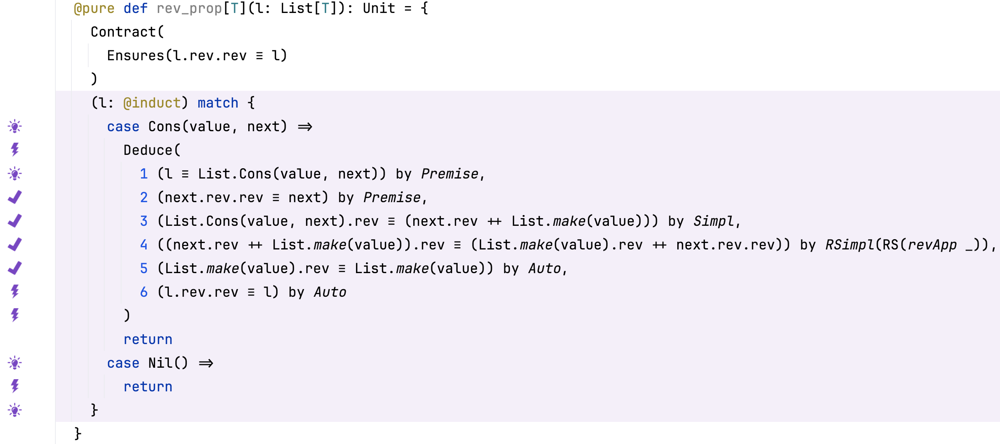 @pure def rev_prop[T](l: List[T]): Unit = {
Contract(
Ensures(l.rev.rev ≡ l)
)
(l: @induct) match {
case Cons(value, next) =>
Deduce(
1 (l ≡ List.Cons(value, next)) by Premise,
2 (next.rev.rev ≡ next) by Premise,
3 (List.Cons(value, next).rev ≡ (next.rev ++ List.make(value))) by Simpl,
4 ((next.rev ++ List.make(value)).rev ≡ (List.make(value).rev ++ next.rev.rev)) by RSimpl(RS(revApp _)),
5 (List.make(value).rev ≡ List.make(value)) by Auto,
6 (l.rev.rev ≡ l) by Auto
)
return
case Nil() =>
return
}
}